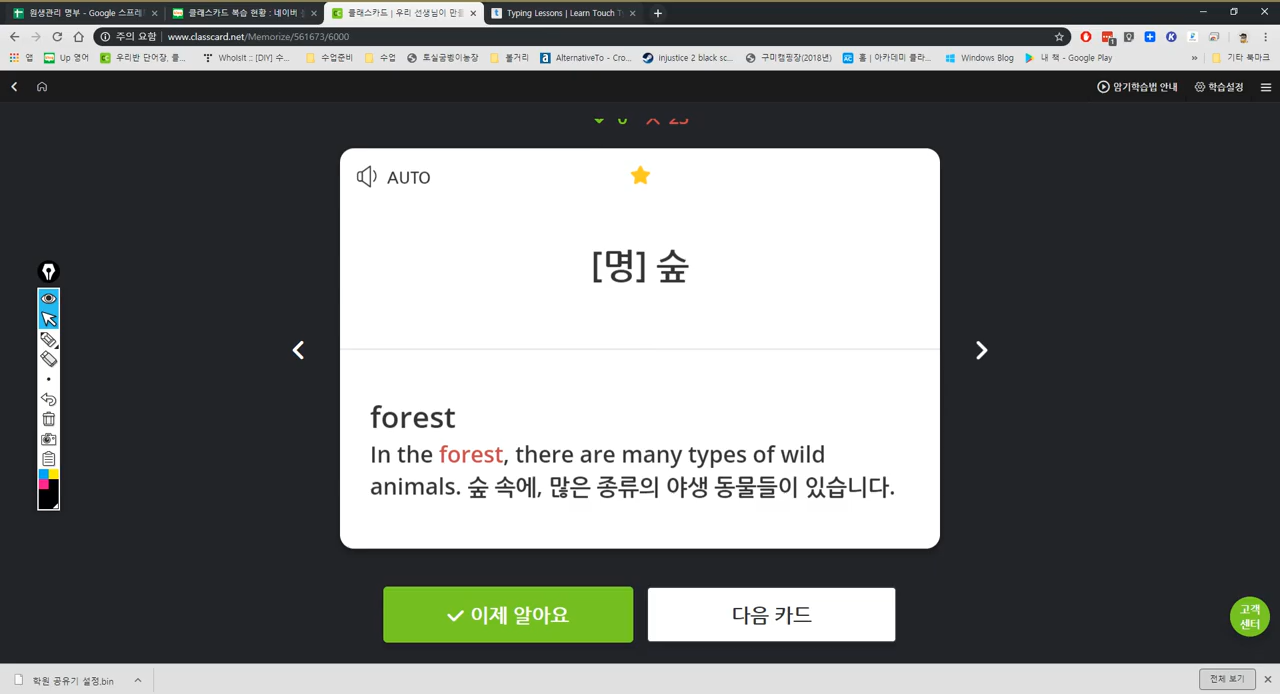 원생관리 명부 - Google 스프레
클래스카드 복습 현황 : 네이버
클래스카드 | 우리 선생님이 만
Typing Lessons | Learn Touch T
주의 요함 | www.classcard.net/Memorize/561673/6000
앱
Up 영어
우리반 단어장, 클...
WhoIst :: [DIY] 수...
수업준비
수업
토실굼벵이농장
볼거리
AlternativeTo - Cro...
injustice 2 black sc...
구미캠핑장(2018년)
홈 | 아카데미 클라...
Windows Blog
내 책 - Google Play
»
기타 북마크
암기학습법 안내
학습설정
AUTO
[명] 숲
forest
In the forest, there are many types of wild
animals. 숲 속에, 많은 종류의 야생 동물들이 있습니다.
이제 알아요
다음 카드
고객
센터
학원 공유기 설정.bin
전체 보기